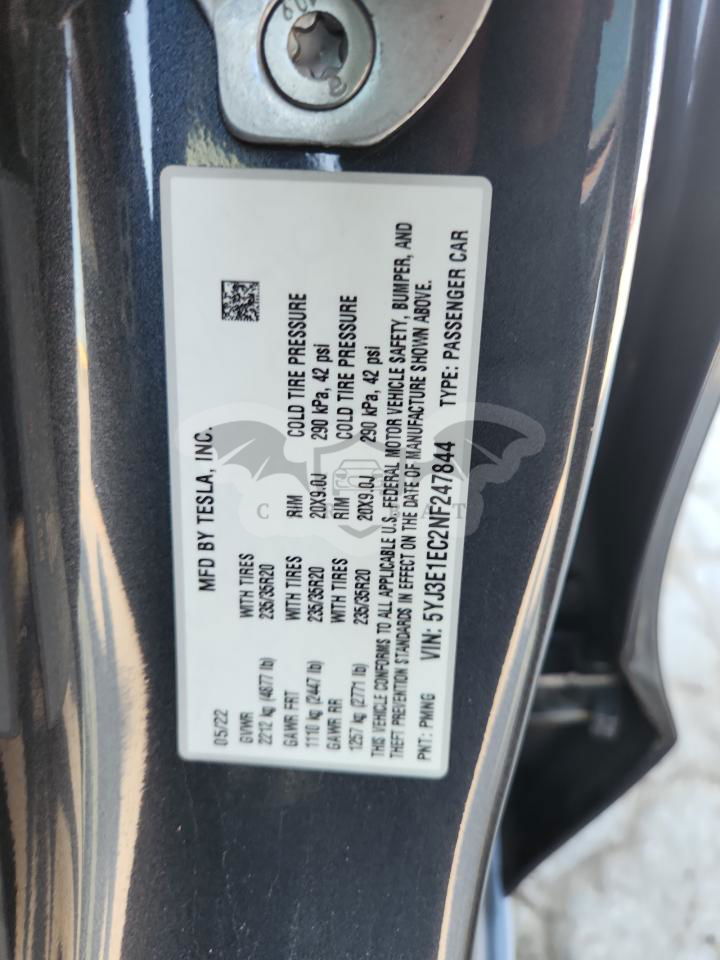 MFD BY TESLA, INC.
05/22
GVWR WITH TIRES
2212 kg (4877 lb) 235/35R20
GAWR FRT WITH TIRES RIM COLD TIRE PRESSURE
1110 kg (2447 lb) 235/35R20 20X9.0J 290 kPa, 42 psi
GAWR RR WITH TIRES RIM COLD TIRE PRESSURE
1257 kg (2771 lb) 235/35R20 20X9.0J 290 kPa, 42 psi
THIS VEHICLE CONFORMS TO ALL APPLICABLE U.S. FEDERAL MOTOR VEHICLE SAFETY, BUMPER, AND
THEFT PREVENTION STANDARDS IN EFFECT ON THE DATE OF MANUFACTURE SHOWN ABOVE.
PNT: PMNG VIN: 5YJ3E1EC2NF247844 TYPE: PASSENGER CAR